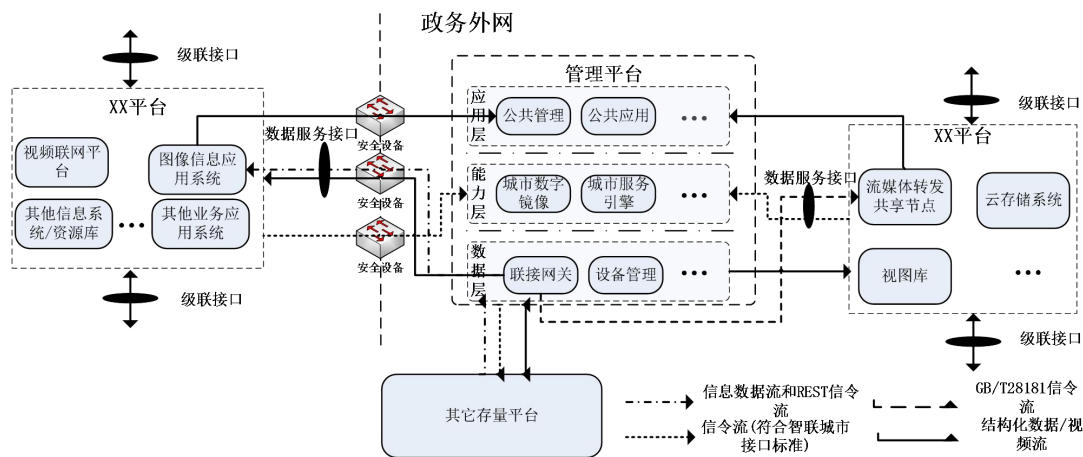 政务外网
级联接口
级联接口
XX平台
视频联网平
台
图像信息应
用系统
其他信息系
统/资源库
其他业务应
用系统
级联接口
数据服务接口
安全设备
安全设备
安全设备
管理平台
应
用
层
公共管理
公共应用
能
力
层
城市数字
镜像
城市服务
引擎
数
据
层
联接网关
设备管理
数据服务接口
XX平台
流媒体转发
共享节点
云存储系统
视图库
级联接口
其它存量平台
信息数据流和REST信令
流
信令流(符合智联城市
接口标准)
GB/T28181信令
流
结构化数据/视
频流